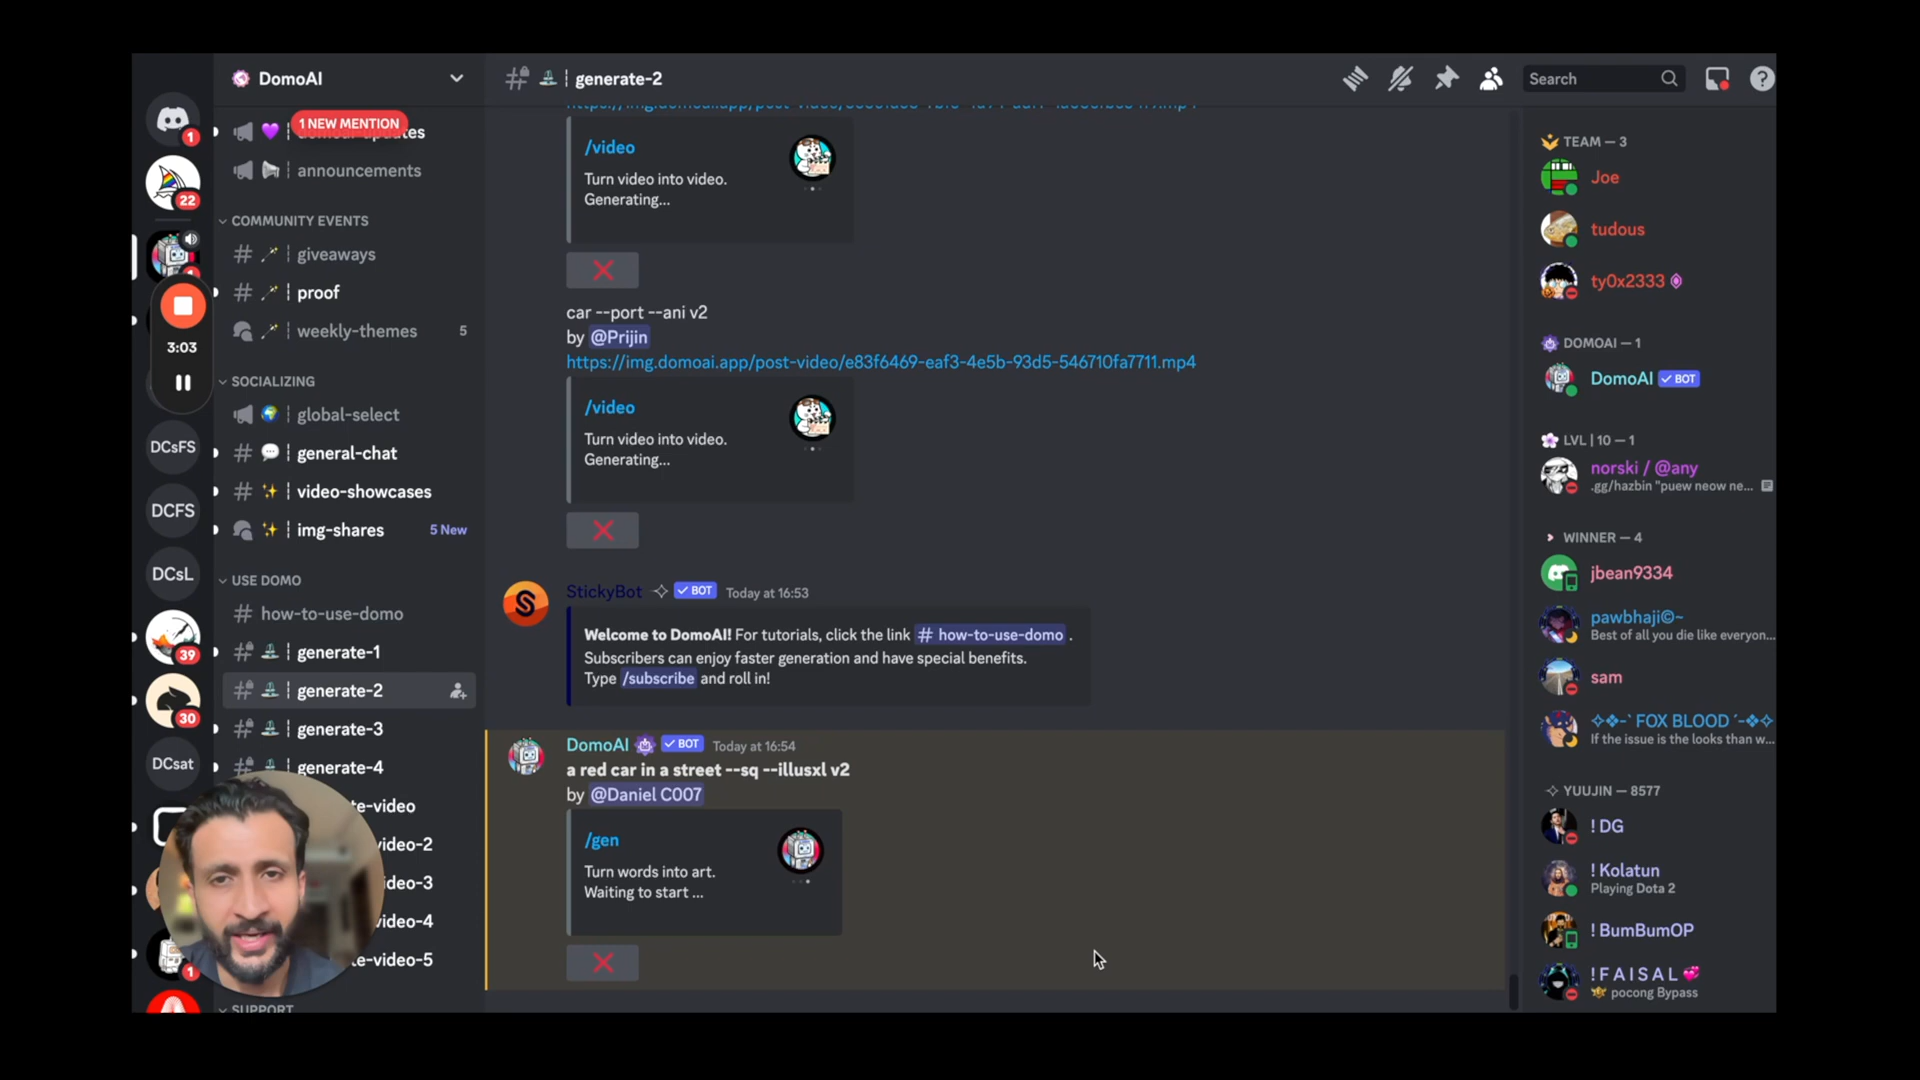 DomoAI
1 NEW MENTION
updates
announcements
COMMUNITY EVENTS
giveaways
proof
weekly-themes 5
SOCIALIZING
global-select
general-chat
video-showcases
img-shares 5 New
USE DOMO
how-to-use-domo
generate-1
generate-2
generate-3
generate-4
te-video
video-2
ideo-3
video-4
te-video-5
SUPPORT
1
22
3:03
DCsFS
DCFS
DCsL
39
30
DCsat
1
generate-2
Search
/video
Turn video into video.
Generating...
car --port --ani v2
by @Prijin
https://img.domoai.app/post-video/e83f6469-eaf3-4e5b-93d5-546710fa7711.mp4
/video
Turn video into video.
Generating...
StickyBot BOT Today at 16:53
Welcome to DomoAI! For tutorials, click the link # how-to-use-domo .
Subscribers can enjoy faster generation and have special benefits.
Type /subscribe and roll in!
DomoAI BOT Today at 16:54
a red car in a street --sq --illusxl v2
by @Daniel C007
/gen
Turn words into art.
Waiting to start ...
TEAM — 3
Joe
tudous
ty0x2333
DOMOAI — 1
DomoAI BOT
LVL | 10 — 1
norski / @any
.gg/hazbin "puew neow ne...
WINNER — 4
jbean9334
pawbhaji©~
Best of all you die like everyon...
sam
✧❖-` FOX BLOOD ´-❖✧
If the issue is the looks than w...
YUUJIN — 8577
! DG
! Kolatun
Playing Dota 2
! BumBumOP
! F A I S A L
pocong Bypass